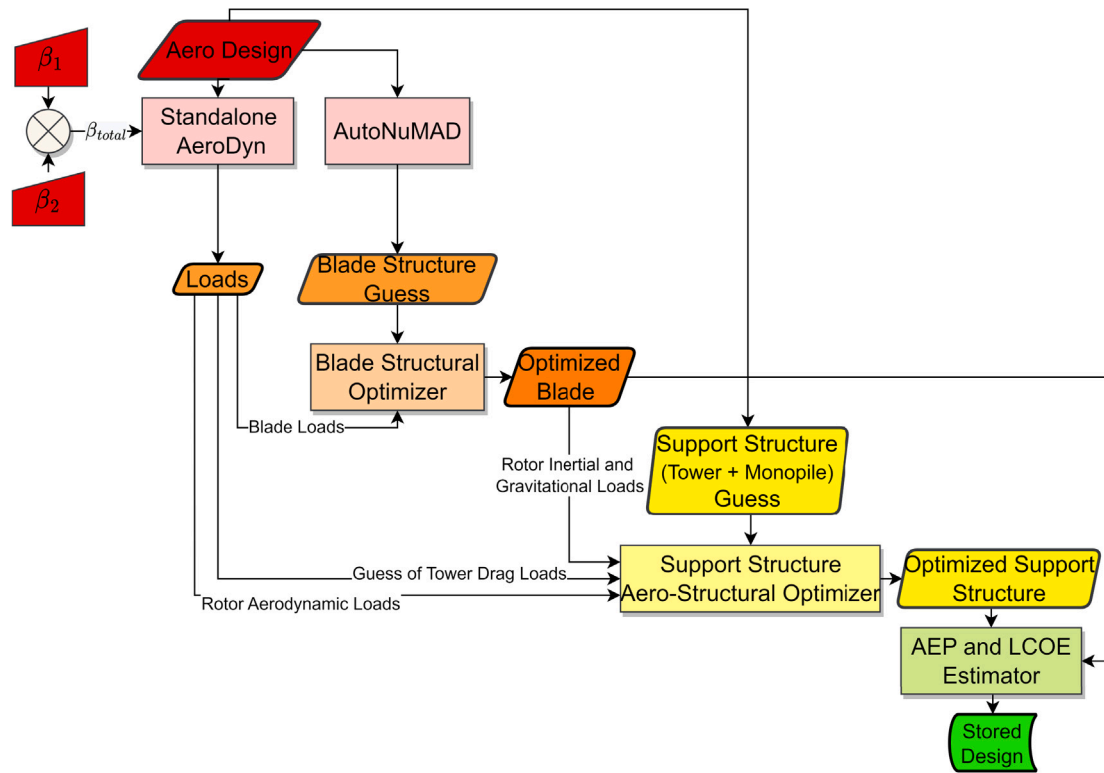 β₁
Aero Design
Standalone
AeroDyn
AutoNuMAD
βtotal
β₂
Loads
Blade Structure
Guess
Blade Structural
Optimizer
Optimized
Blade
Blade Loads
Rotor Inertial and
Gravitational Loads
Support Structure
(Tower + Monopile)
Guess
Guess of Tower Drag Loads
Rotor Aerodynamic Loads
Support Structure
Aero-Structural Optimizer
Optimized Support
Structure
AEP and LCOE
Estimator
Stored
Design